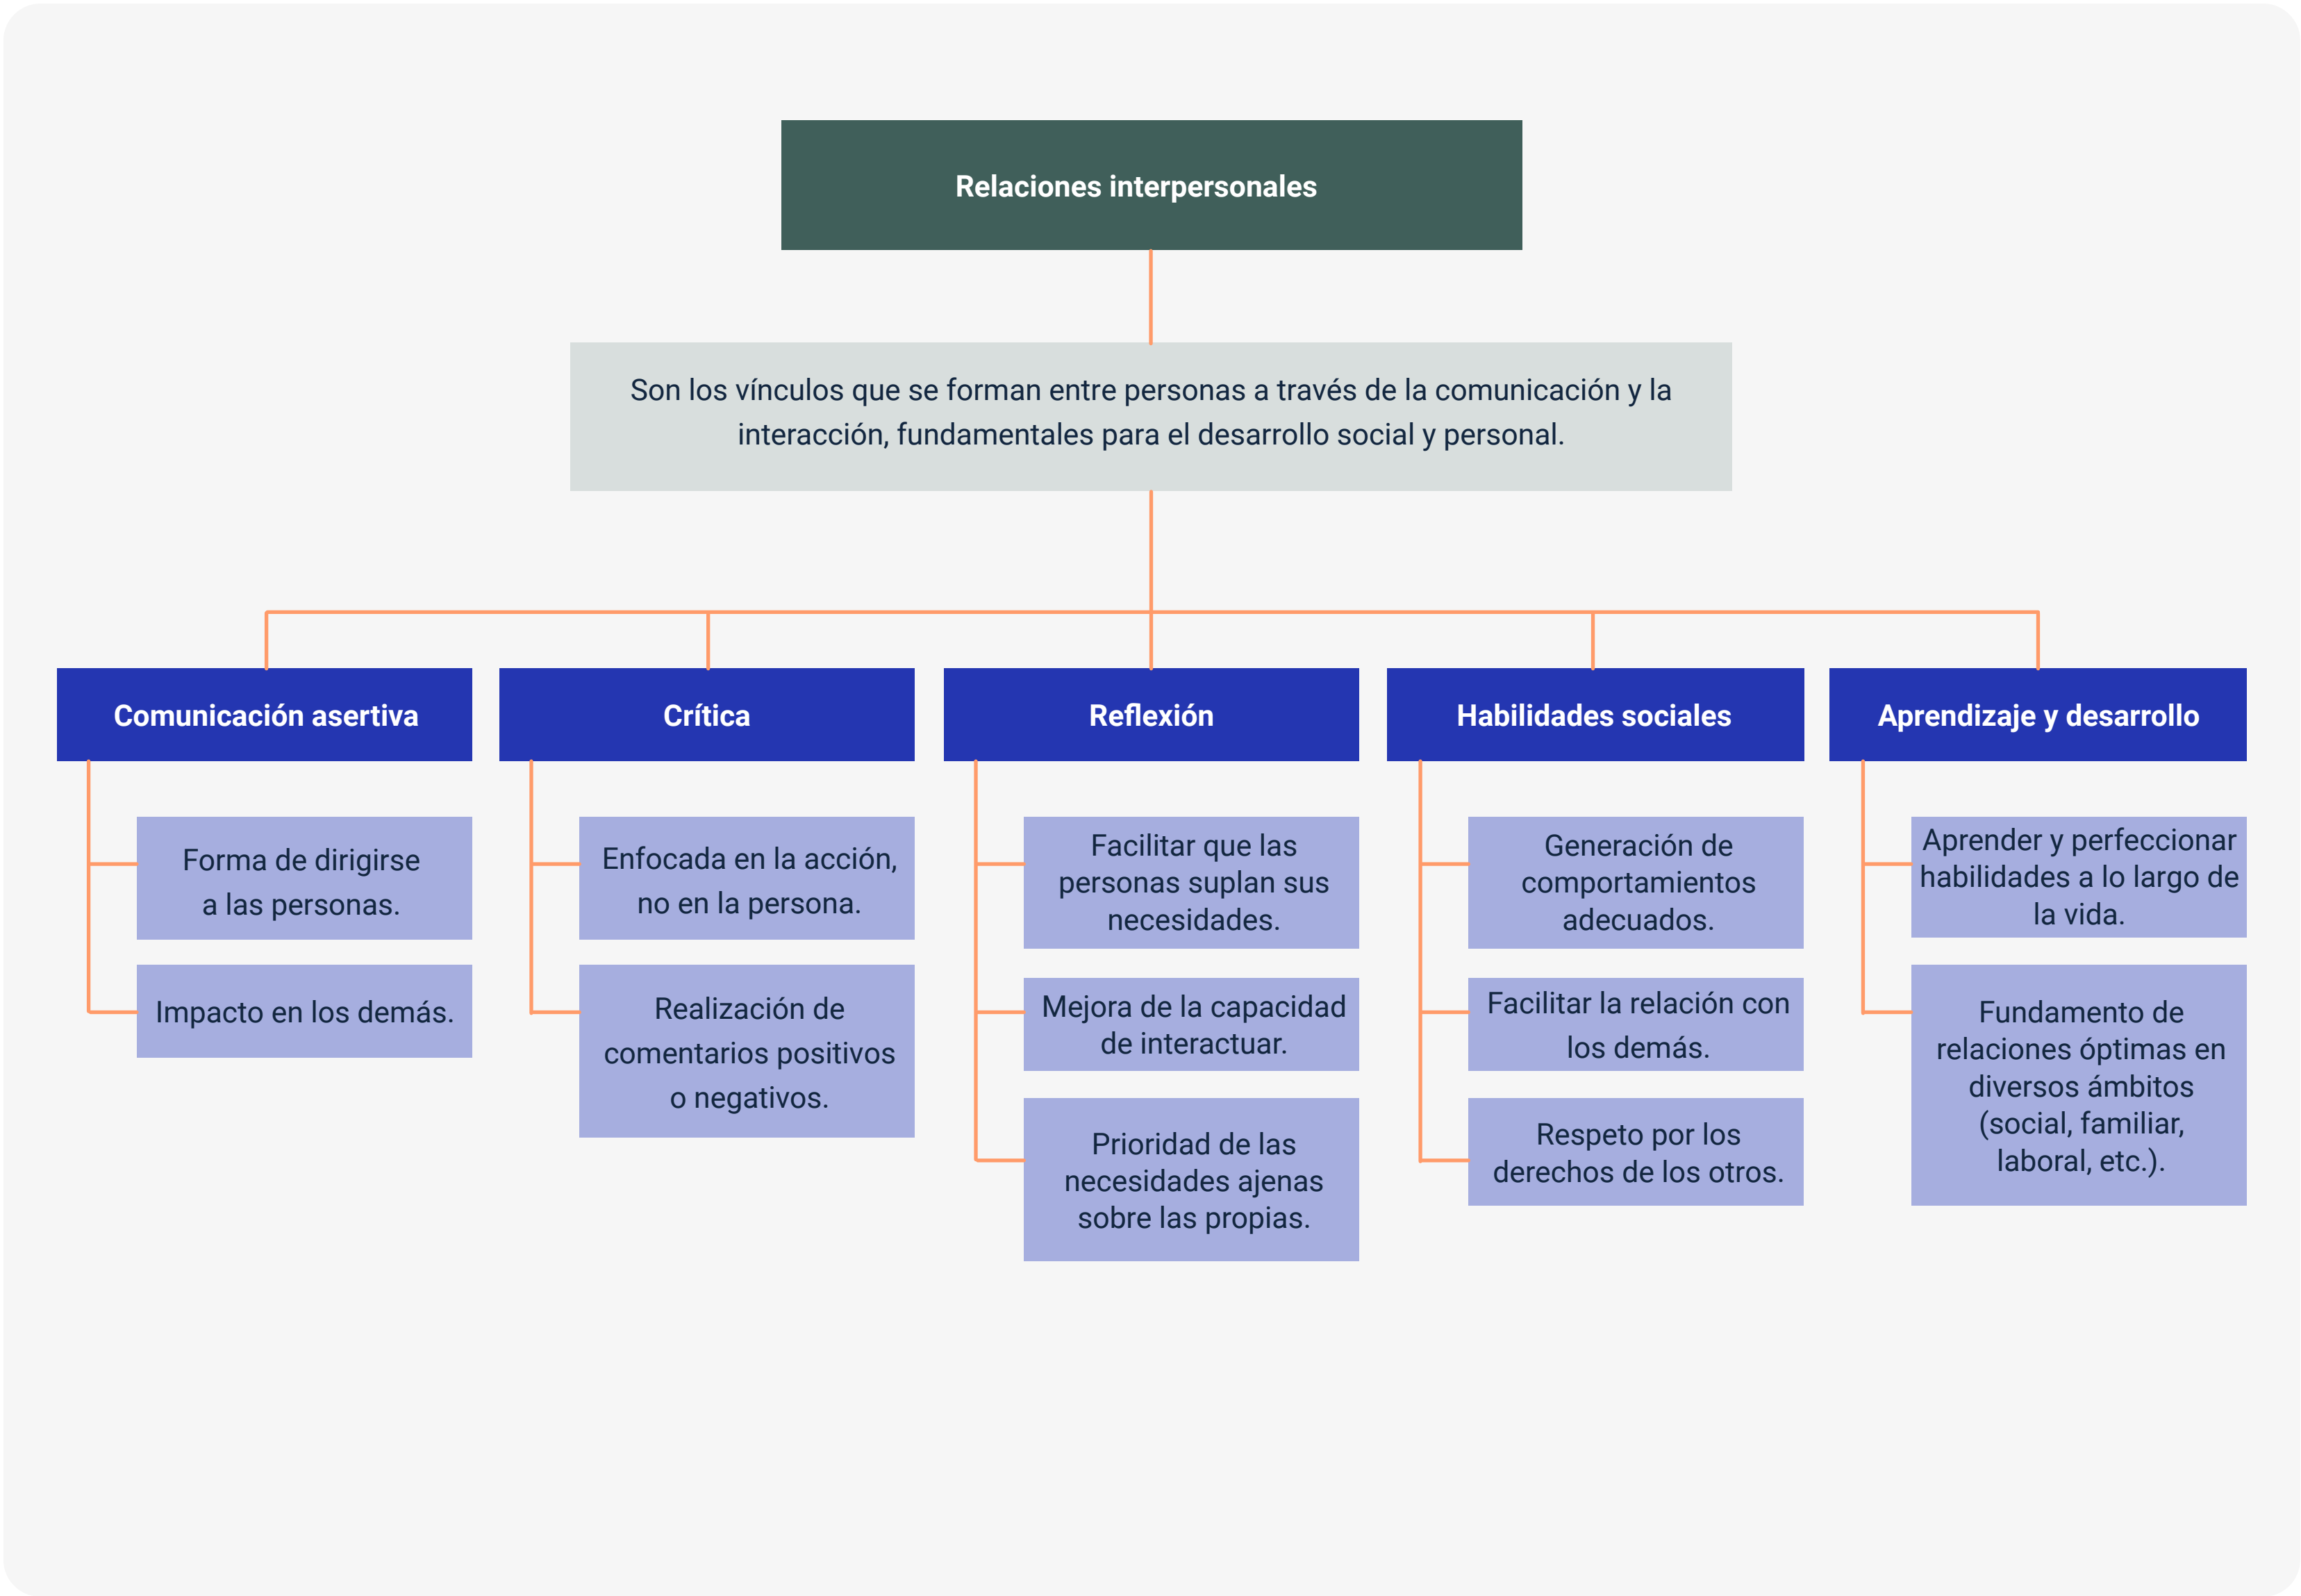 Relaciones interpersonales
Son los vínculos que se forman entre personas a través de la comunicación y la
interacción, fundamentales para el desarrollo social y personal.
Comunicación asertiva
Forma de dirigirse
a las personas.
Impacto en los demás.
Crítica
Enfocada en la acción,
no en la persona.
Realización de
comentarios positivos
o negativos.
Reflexión
Facilitar que las
personas suplan sus
necesidades.
Mejora de la capacidad
de interactuar.
Prioridad de las
necesidades ajenas
sobre las propias.
Habilidades sociales
Generación de
comportamientos
adecuados.
Facilitar la relación con
los demás.
Respeto por los
derechos de los otros.
Aprendizaje y desarrollo
Aprender y perfeccionar
habilidades a lo largo de
la vida.
Fundamento de
relaciones óptimas en
diversos ámbitos
(social, familiar,
laboral, etc.).